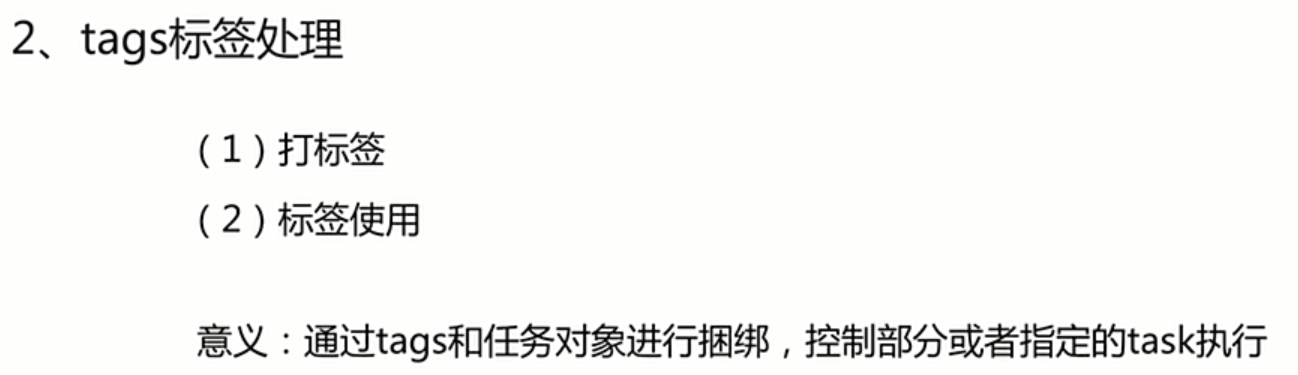 2、tags标签处理
（1）打标签
（2）标签使用
意义：通过tags和任务对象进行捆绑，控制部分或者指定的task执行